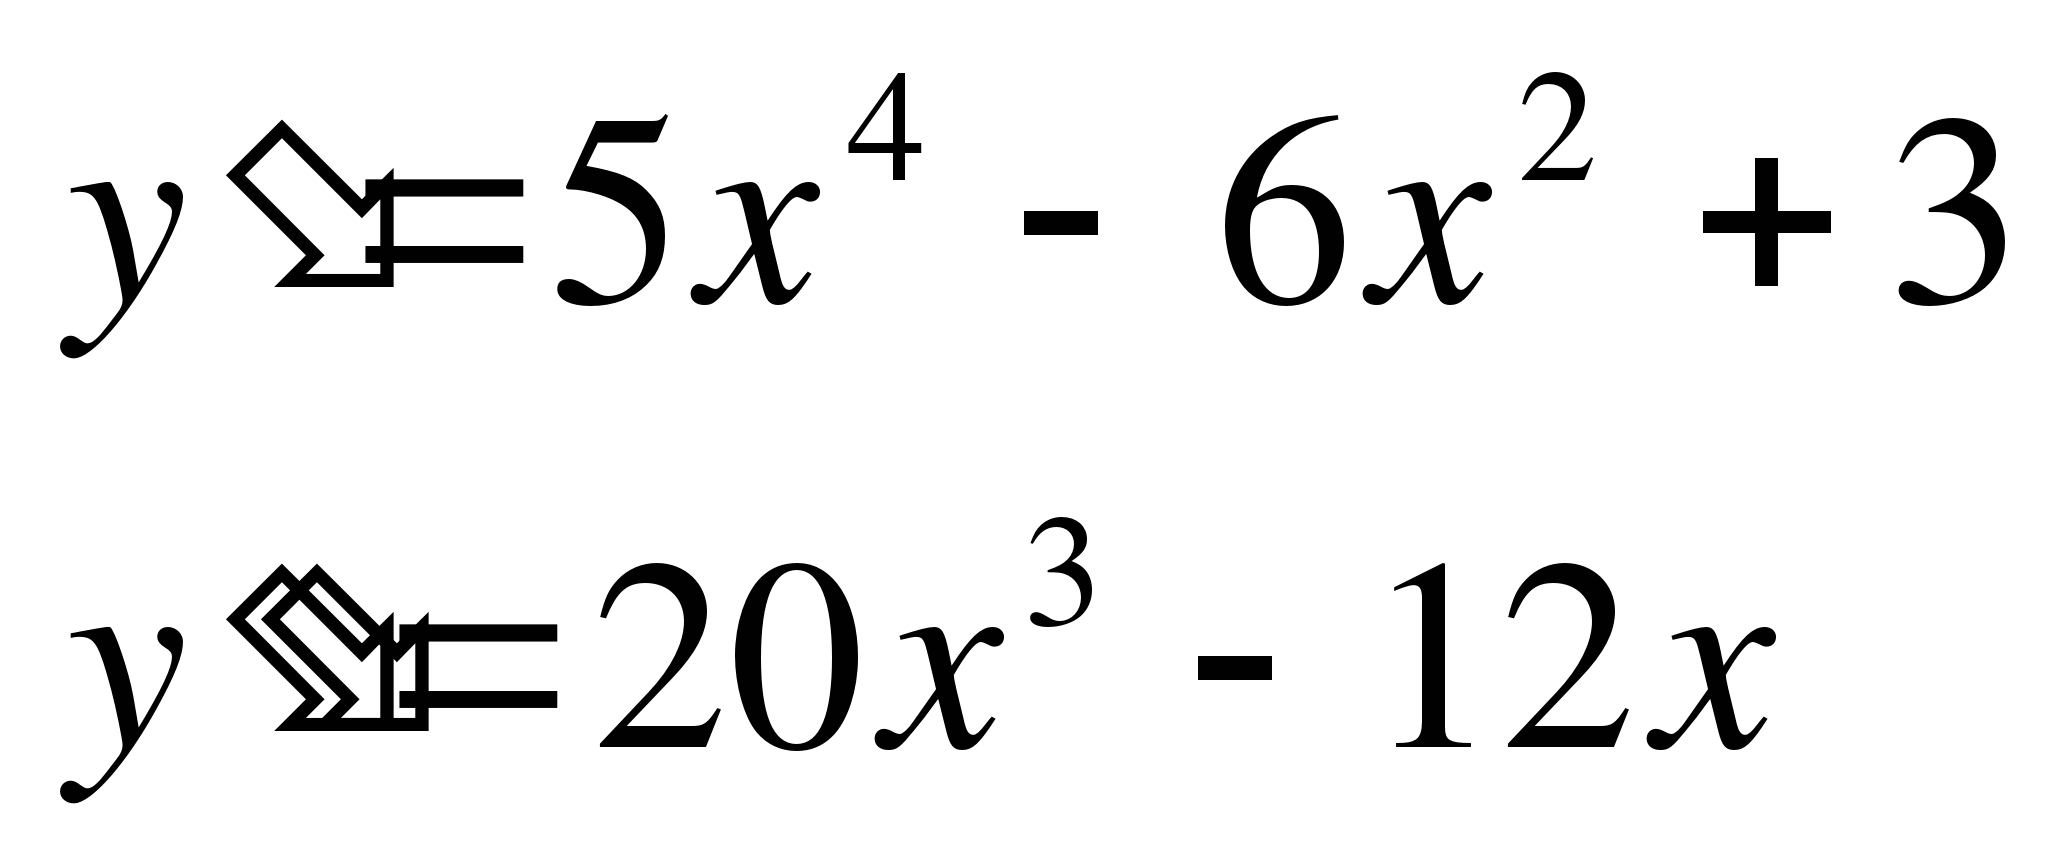 y ⬂= 5x⁴ - 6x² + 3
y ⬂⬂= 20x³ - 12x